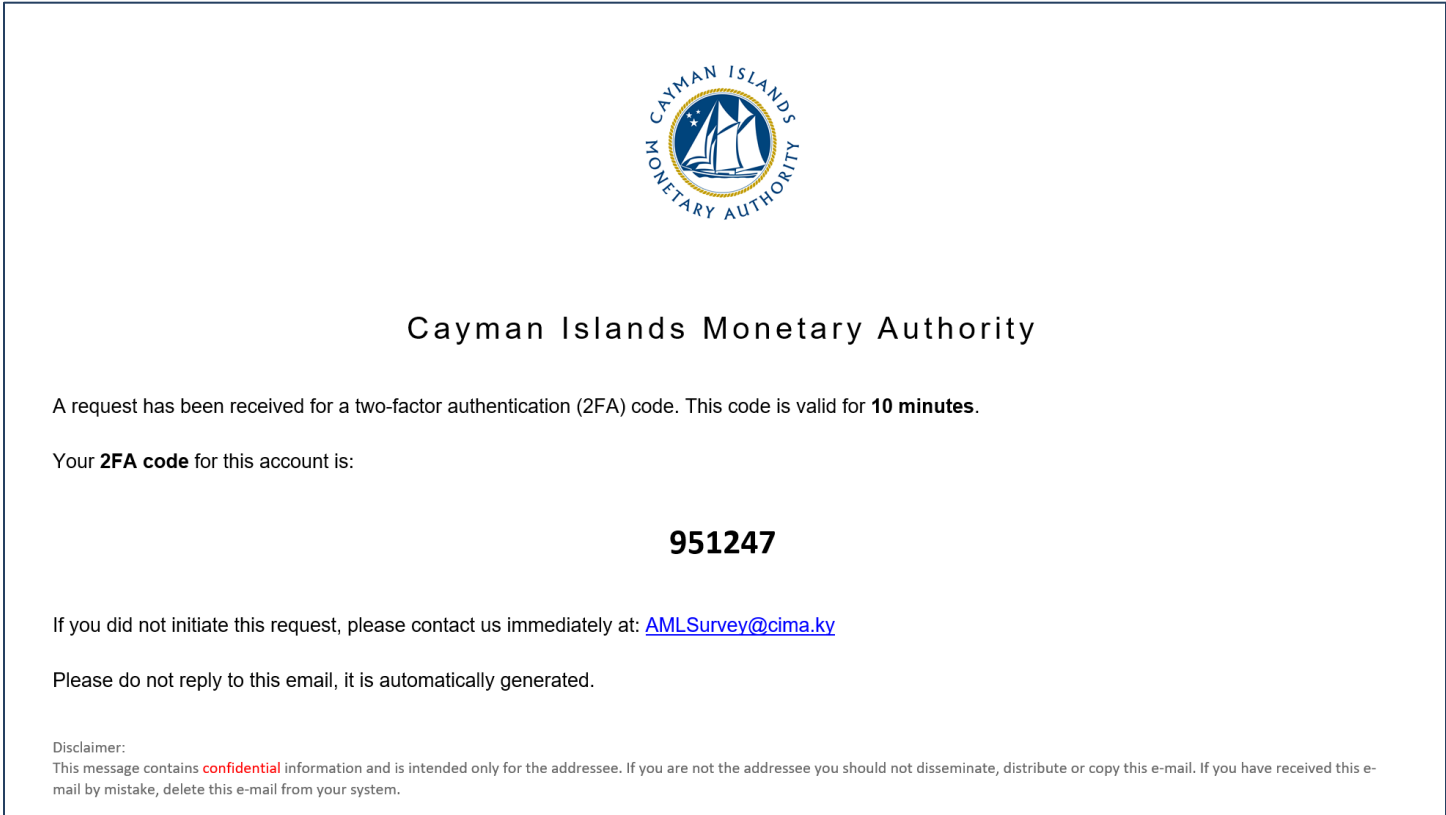 CAYMAN ISLANDS
MONETARY AUTHORITY
Cayman Islands Monetary Authority
A request has been received for a two-factor authentication (2FA) code. This code is valid for 10 minutes.
Your 2FA code for this account is:
951247
If you did not initiate this request, please contact us immediately at: AMLSurvey@cima.ky
Please do not reply to this email, it is automatically generated.
Disclaimer:
This message contains confidential information and is intended only for the addressee. If you are not the addressee you should not disseminate, distribute or copy this e-mail. If you have received this e-
mail by mistake, delete this e-mail from your system.